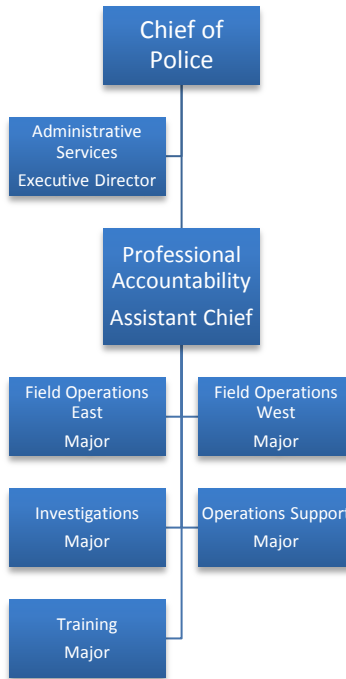 Chief of
Police
Administrative
Services
Executive Director
Professional
Accountability
Assistant Chief
Field Operations
East
Major
Field Operations
West
Major
Investigations
Major
Operations Support
Major
Training
Major